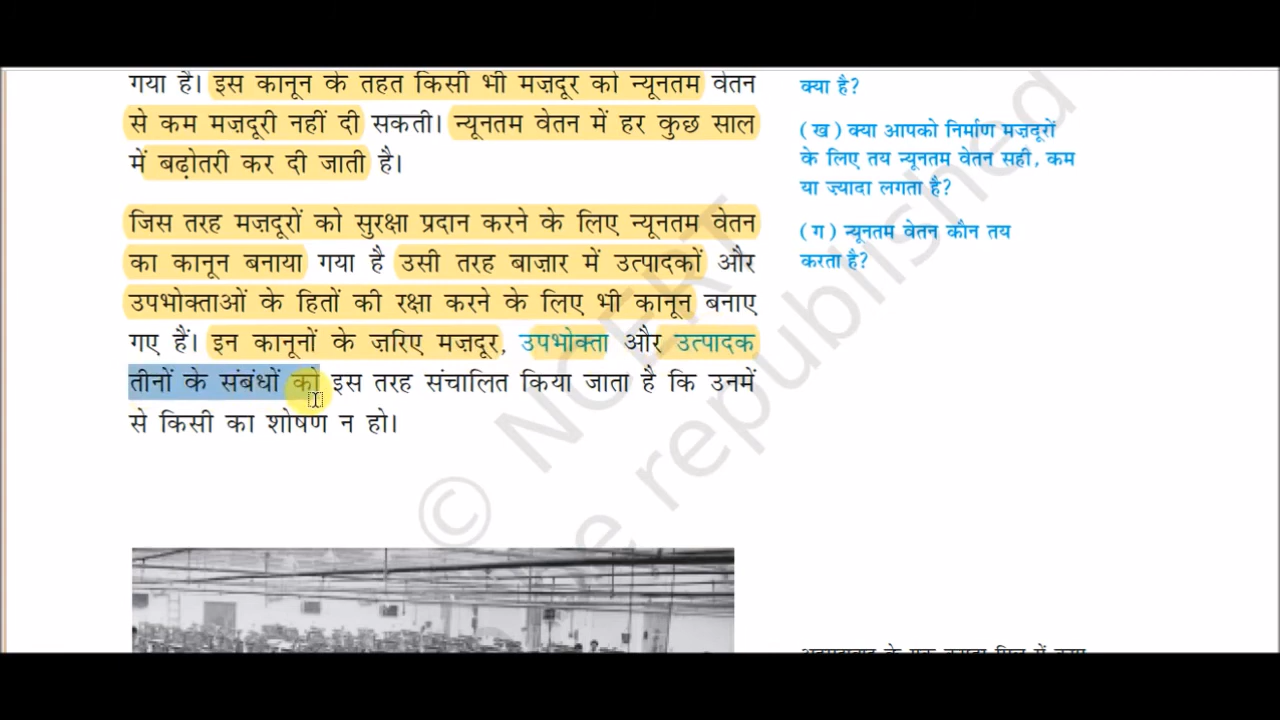 गया है। इस कानून के तहत किसी भी मज़दूर को न्यूनतम वेतन
से कम मज़दूरी नहीं दी सकती। न्यूनतम वेतन में हर कुछ साल
में बढ़ोतरी कर दी जाती है।
जिस तरह मज़दूरों को सुरक्षा प्रदान करने के लिए न्यूनतम वेतन
का कानून बनाया गया है उसी तरह बाज़ार में उत्पादकों और
उपभोक्ताओं के हितों की रक्षा करने के लिए भी कानून बनाए
गए हैं। इन कानूनों के ज़रिए मज़दूर, उपभोक्ता और उत्पादक
तीनों के संबंधों को इस तरह संचालित किया जाता है कि उनमें
से किसी का शोषण न हो।
क्या है?
(ख) क्या आपको निर्माण मज़दूरों
के लिए तय न्यूनतम वेतन सही, कम
या ज़्यादा लगता है?
(ग) न्यूनतम वेतन कौन तय
करता है?
© NCERT
be republished